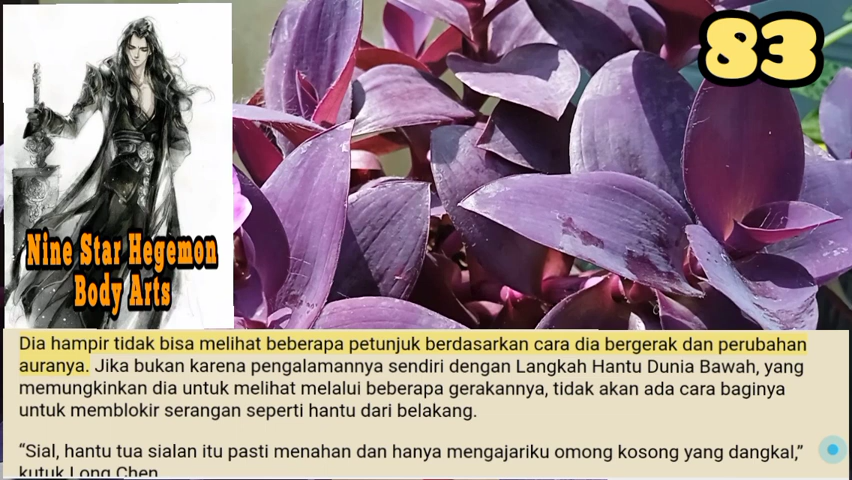 83
Nine Star Hegemon
Body Arts
Dia hampir tidak bisa melihat beberapa petunjuk berdasarkan cara dia bergerak dan perubahan
auranya. Jika bukan karena pengalamannya sendiri dengan Langkah Hantu Dunia Bawah, yang
memungkinkan dia untuk melihat melalui beberapa gerakannya, tidak akan ada cara baginya
untuk memblokir serangan seperti hantu dari belakang.
“Sial, hantu tua sialan itu pasti menahan dan hanya mengajariku omong kosong yang dangkal,”
kutuk Long Chen